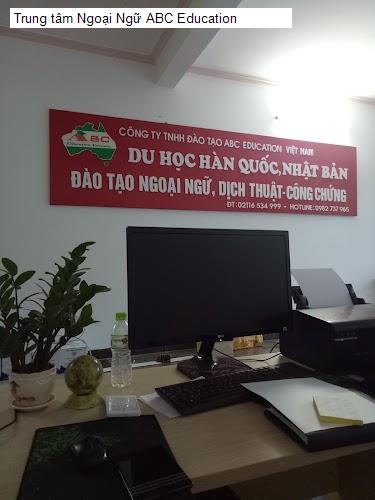 Trung tâm Ngoại Ngữ ABC Education
CÔNG TY TNHH ĐÀO TẠO ABC EDUCATION VIỆT NAM
DU HỌC HÀN QUỐC, NHẬT BẢN
ĐÀO TẠO NGOẠI NGỮ, DỊCH THUẬT-CÔNG CHỨNG
ĐT: 02116 534 999 - HOTLINE: 0982 737 965
ABC